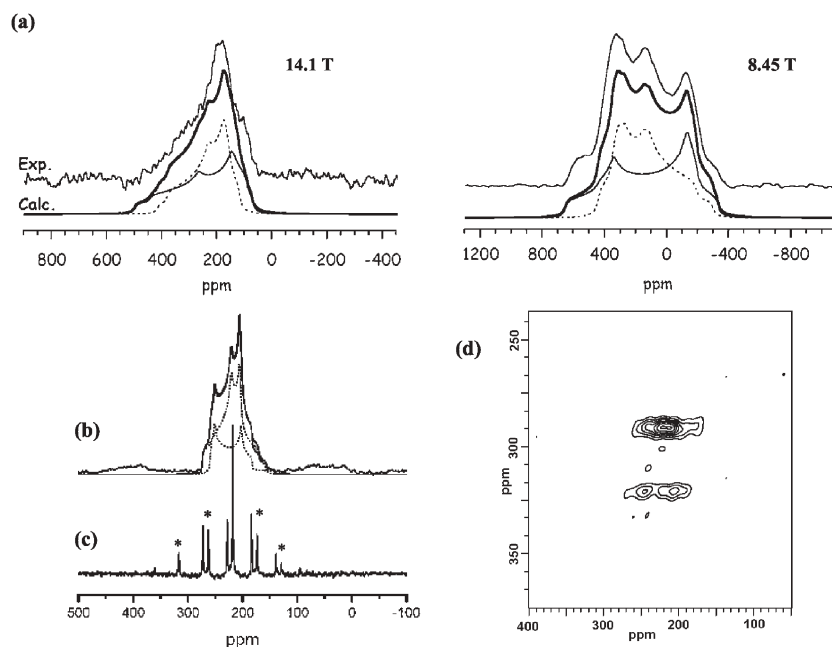 (a)
14.1 T
8.45 T
Exp.
Calc.
800 600 400 200 0 -200 -400
ppm
1200 800 400 0 -400 -800
ppm
(b)
(c)
* * * *
500 400 300 200 100 0 -100
ppm
(d)
250
300
350
ppm
400 300 200 100
ppm